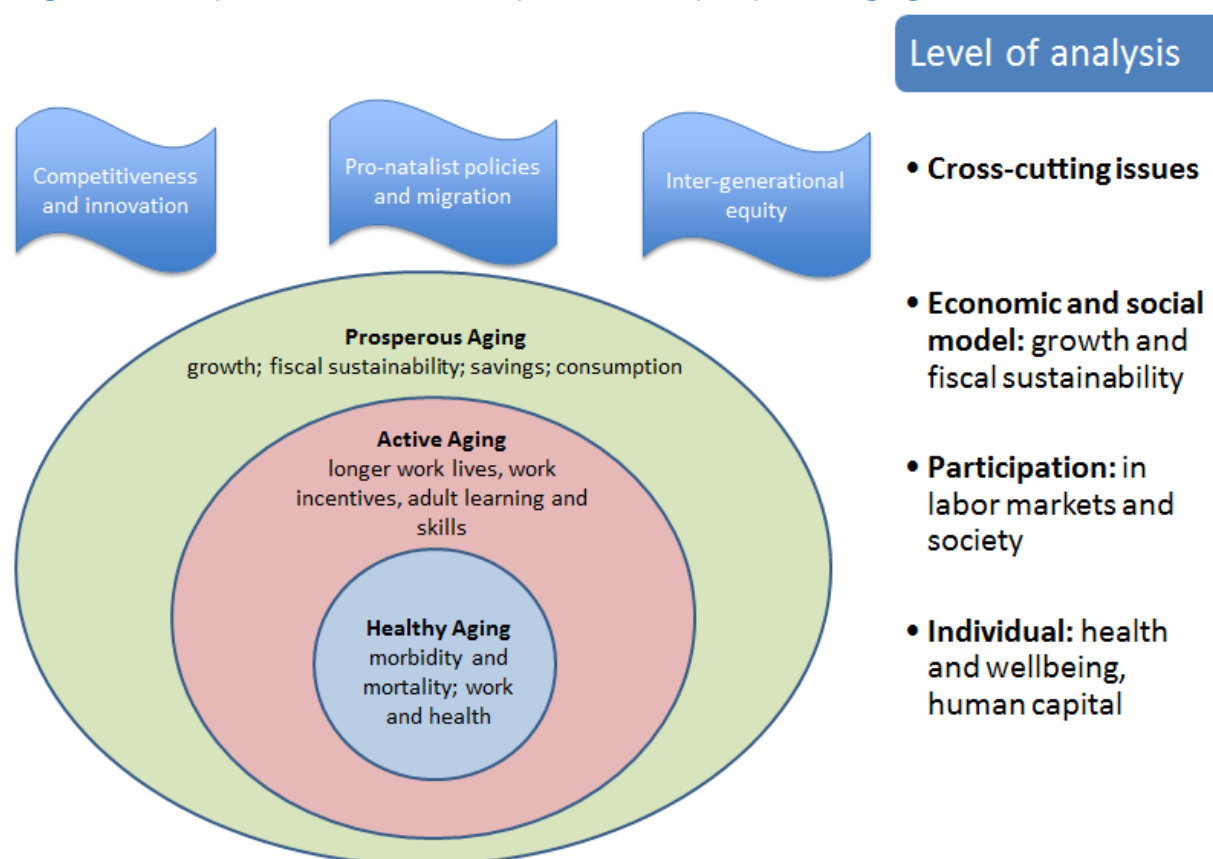 Level of analysis
Competitiveness
and innovation
Pro-natalist policies
and migration
Inter-generational
equity
• Cross-cutting issues
Prosperous Aging
growth; fiscal sustainability; savings; consumption
• Economic and social
model: growth and
fiscal sustainability
Active Aging
longer work lives, work
incentives, adult learning and
skills
• Participation: in
labor markets and
society
Healthy Aging
morbidity and
mortality; work
and health
• Individual: health
and wellbeing,
human capital